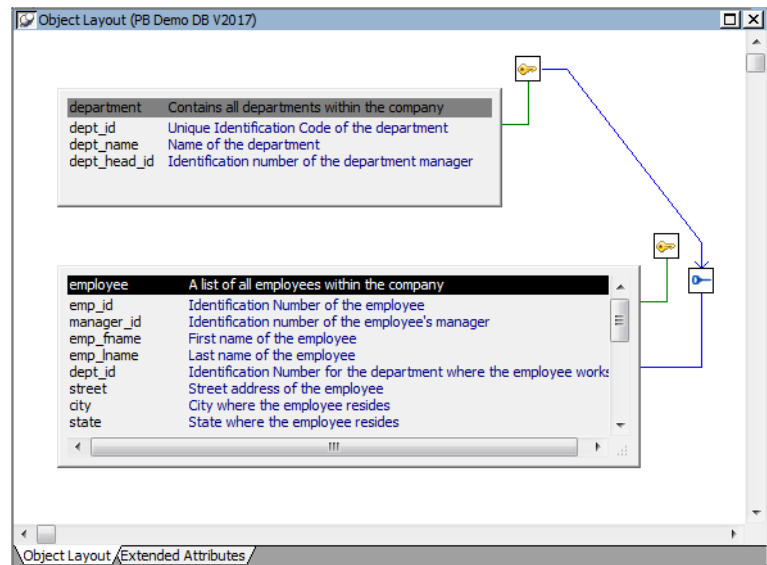 Object Layout (PB Demo DB V2017)
department Contains all departments within the company
dept_id Unique Identification Code of the department
dept_name Name of the department
dept_head_id Identification number of the department manager
employee A list of all employees within the company
emp_id Identification Number of the employee
manager_id Identification number of the employee's manager
emp_fname First name of the employee
emp_lname Last name of the employee
dept_id Identification Number for the department where the employee works
street Street address of the employee
city City where the employee resides
state State where the employee resides
Object Layout Extended Attributes